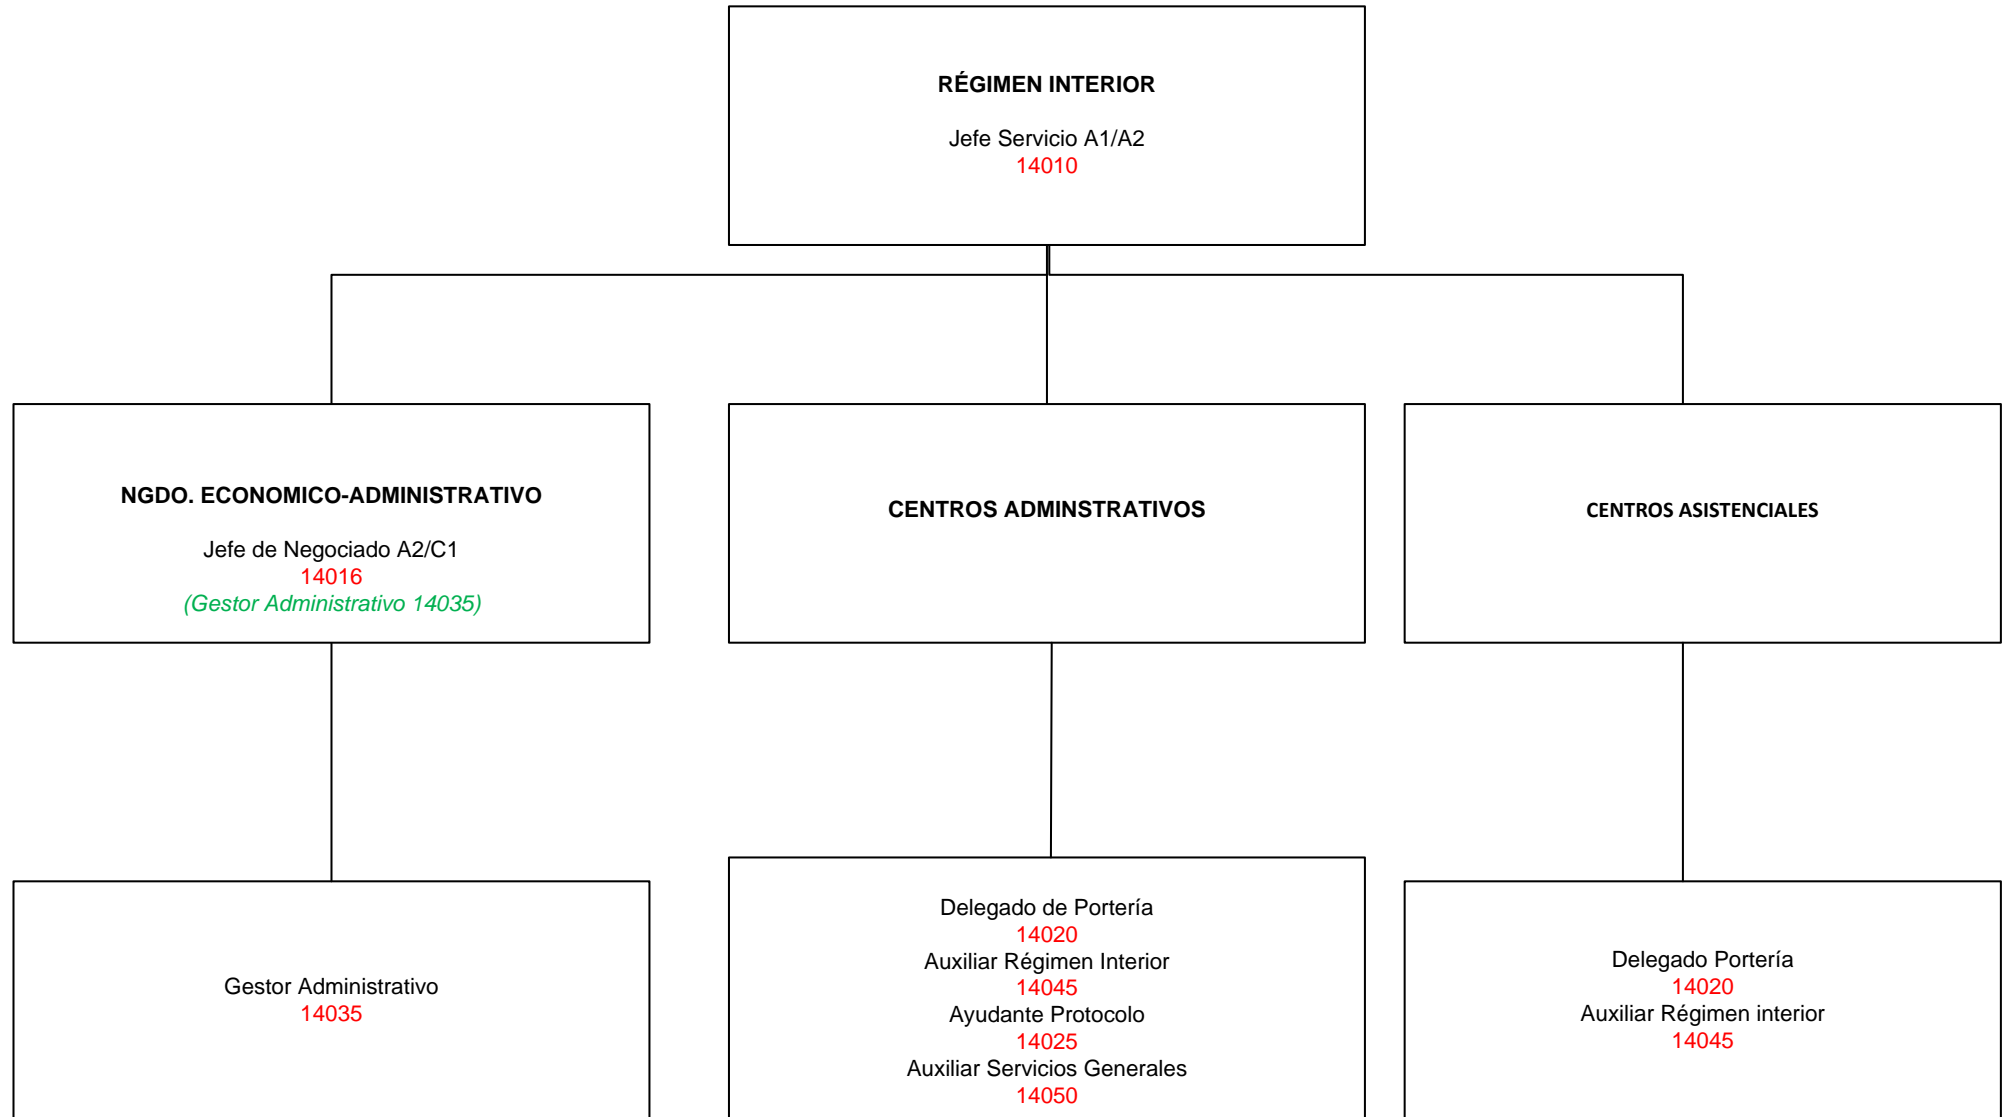 RÉGIMEN INTERIOR
Jefe Servicio A1/A2
14010
NGDO. ECONOMICO-ADMINISTRATIVO
Jefe de Negociado A2/C1
14016
(Gestor Administrativo 14035)
CENTROS ADMINSTRATIVOS
CENTROS ASISTENCIALES
Gestor Administrativo
14035
Delegado de Portería
14020
Auxiliar Régimen Interior
14045
Ayudante Protocolo
14025
Auxiliar Servicios Generales
14050
Delegado Portería
14020
Auxiliar Régimen interior
14045